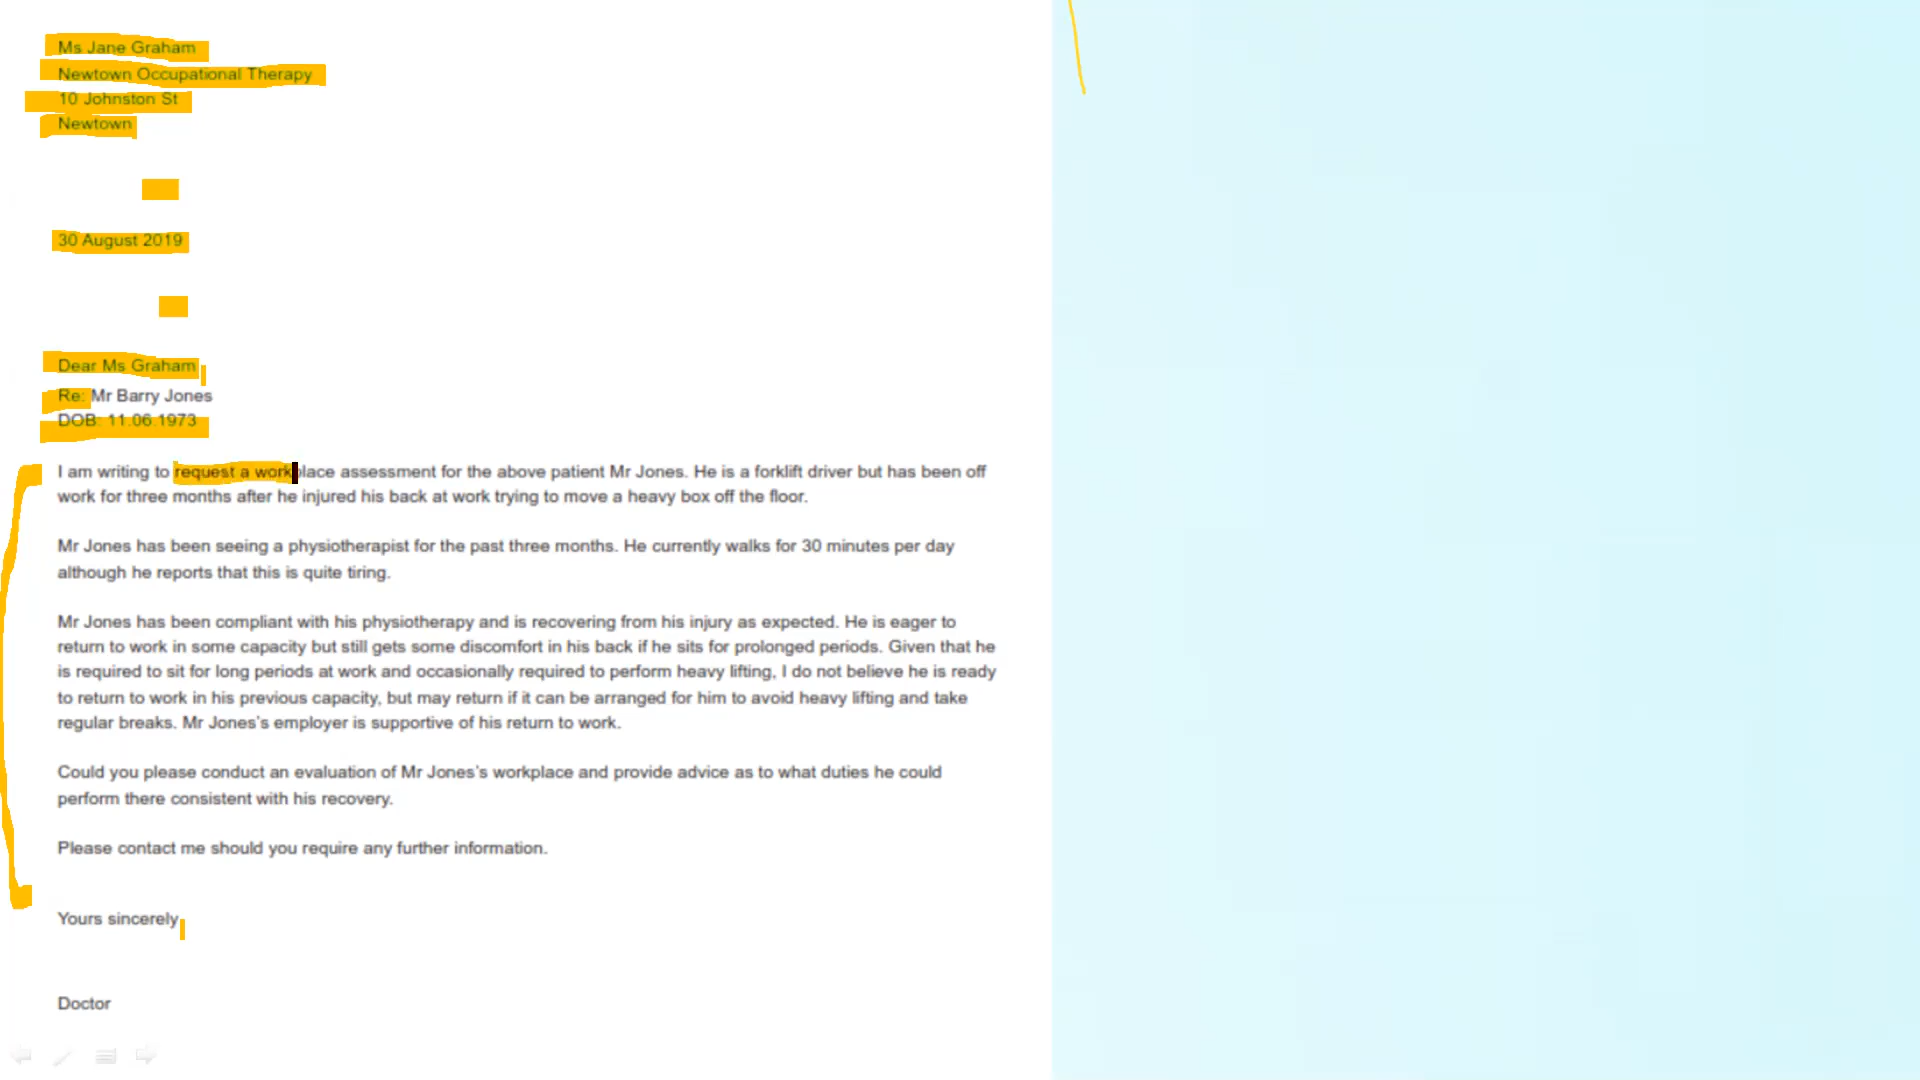 Ms Jane Graham
Newtown Occupational Therapy
10 Johnston St
Newtown
30 August 2019
Dear Ms Graham
Re: Mr Barry Jones
DOB: 11.06.1973
I am writing to request a workplace assessment for the above patient Mr Jones. He is a forklift driver but has been off
work for three months after he injured his back at work trying to move a heavy box off the floor.
Mr Jones has been seeing a physiotherapist for the past three months. He currently walks for 30 minutes per day
although he reports that this is quite tiring.
Mr Jones has been compliant with his physiotherapy and is recovering from his injury as expected. He is eager to
return to work in some capacity but still gets some discomfort in his back if he sits for prolonged periods. Given that he
is required to sit for long periods at work and occasionally required to perform heavy lifting, I do not believe he is ready
to return to work in his previous capacity, but may return if it can be arranged for him to avoid heavy lifting and take
regular breaks. Mr Jones's employer is supportive of his return to work.
Could you please conduct an evaluation of Mr Jones's workplace and provide advice as to what duties he could
perform there consistent with his recovery.
Please contact me should you require any further information.
Yours sincerely
Doctor